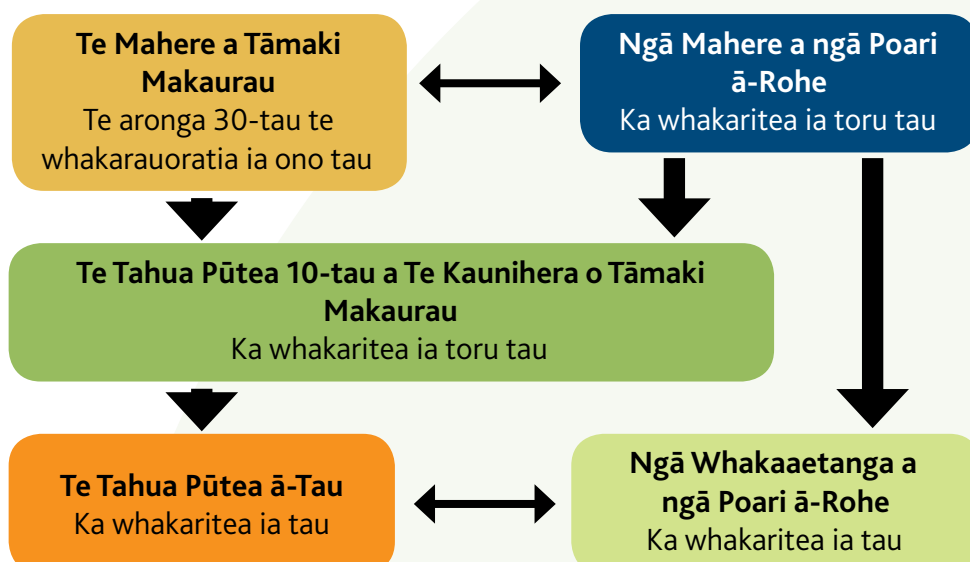 Te Mahere a Tāmaki
Makaurau
Te aronga 30-tau te
whakarauoratia ia ono tau
Ngā Mahere a ngā Poari
ā-Rohe
Ka whakaritea ia toru tau
Te Tahua Pūtea 10-tau a Te Kaunihera o Tāmaki
Makaurau
Ka whakaritea ia toru tau
Te Tahua Pūtea ā-Tau
Ka whakaritea ia tau
Ngā Whakaaetanga a
ngā Poari ā-Rohe
Ka whakaritea ia tau